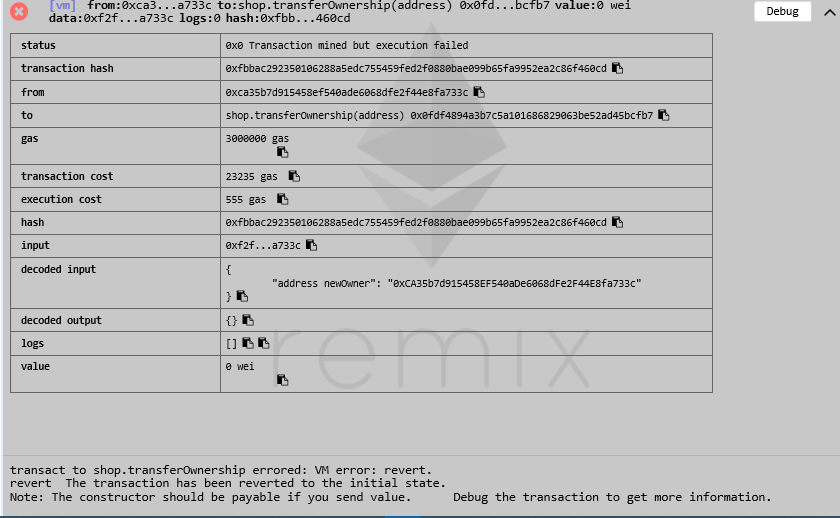 [vm] from:0xca3...a733c to:shop.transferOwnership(address) 0x0fd...bcfb7 value:0 wei
data:0xf2f...a733c logs:0 hash:0xfbb...460cd
Debug
status 0x0 Transaction mined but execution failed
transaction hash 0xfbbac292350106288a5edc755459fed2f0880bae099b65fa9952ea2c86f460cd
from 0xca35b7d915458ef540ade6068dfe2f44e8fa733c
to shop.transferOwnership(address) 0x0fdf4894a3b7c5a101686829063be52ad45bcfb7
gas 3000000 gas
transaction cost 23235 gas
execution cost 555 gas
hash 0xfbbac292350106288a5edc755459fed2f0880bae099b65fa9952ea2c86f460cd
input 0xf2f...a733c
decoded input {
"address newOwner": "0xCA35b7d915458EF540aDe6068dFe2F44E8fa733c"
}
decoded output {}
logs []
value 0 wei
remix
transact to shop.transferOwnership errored: VM error: revert.
revert The transaction has been reverted to the initial state.
Note: The constructor should be payable if you send value. Debug the transaction to get more information.